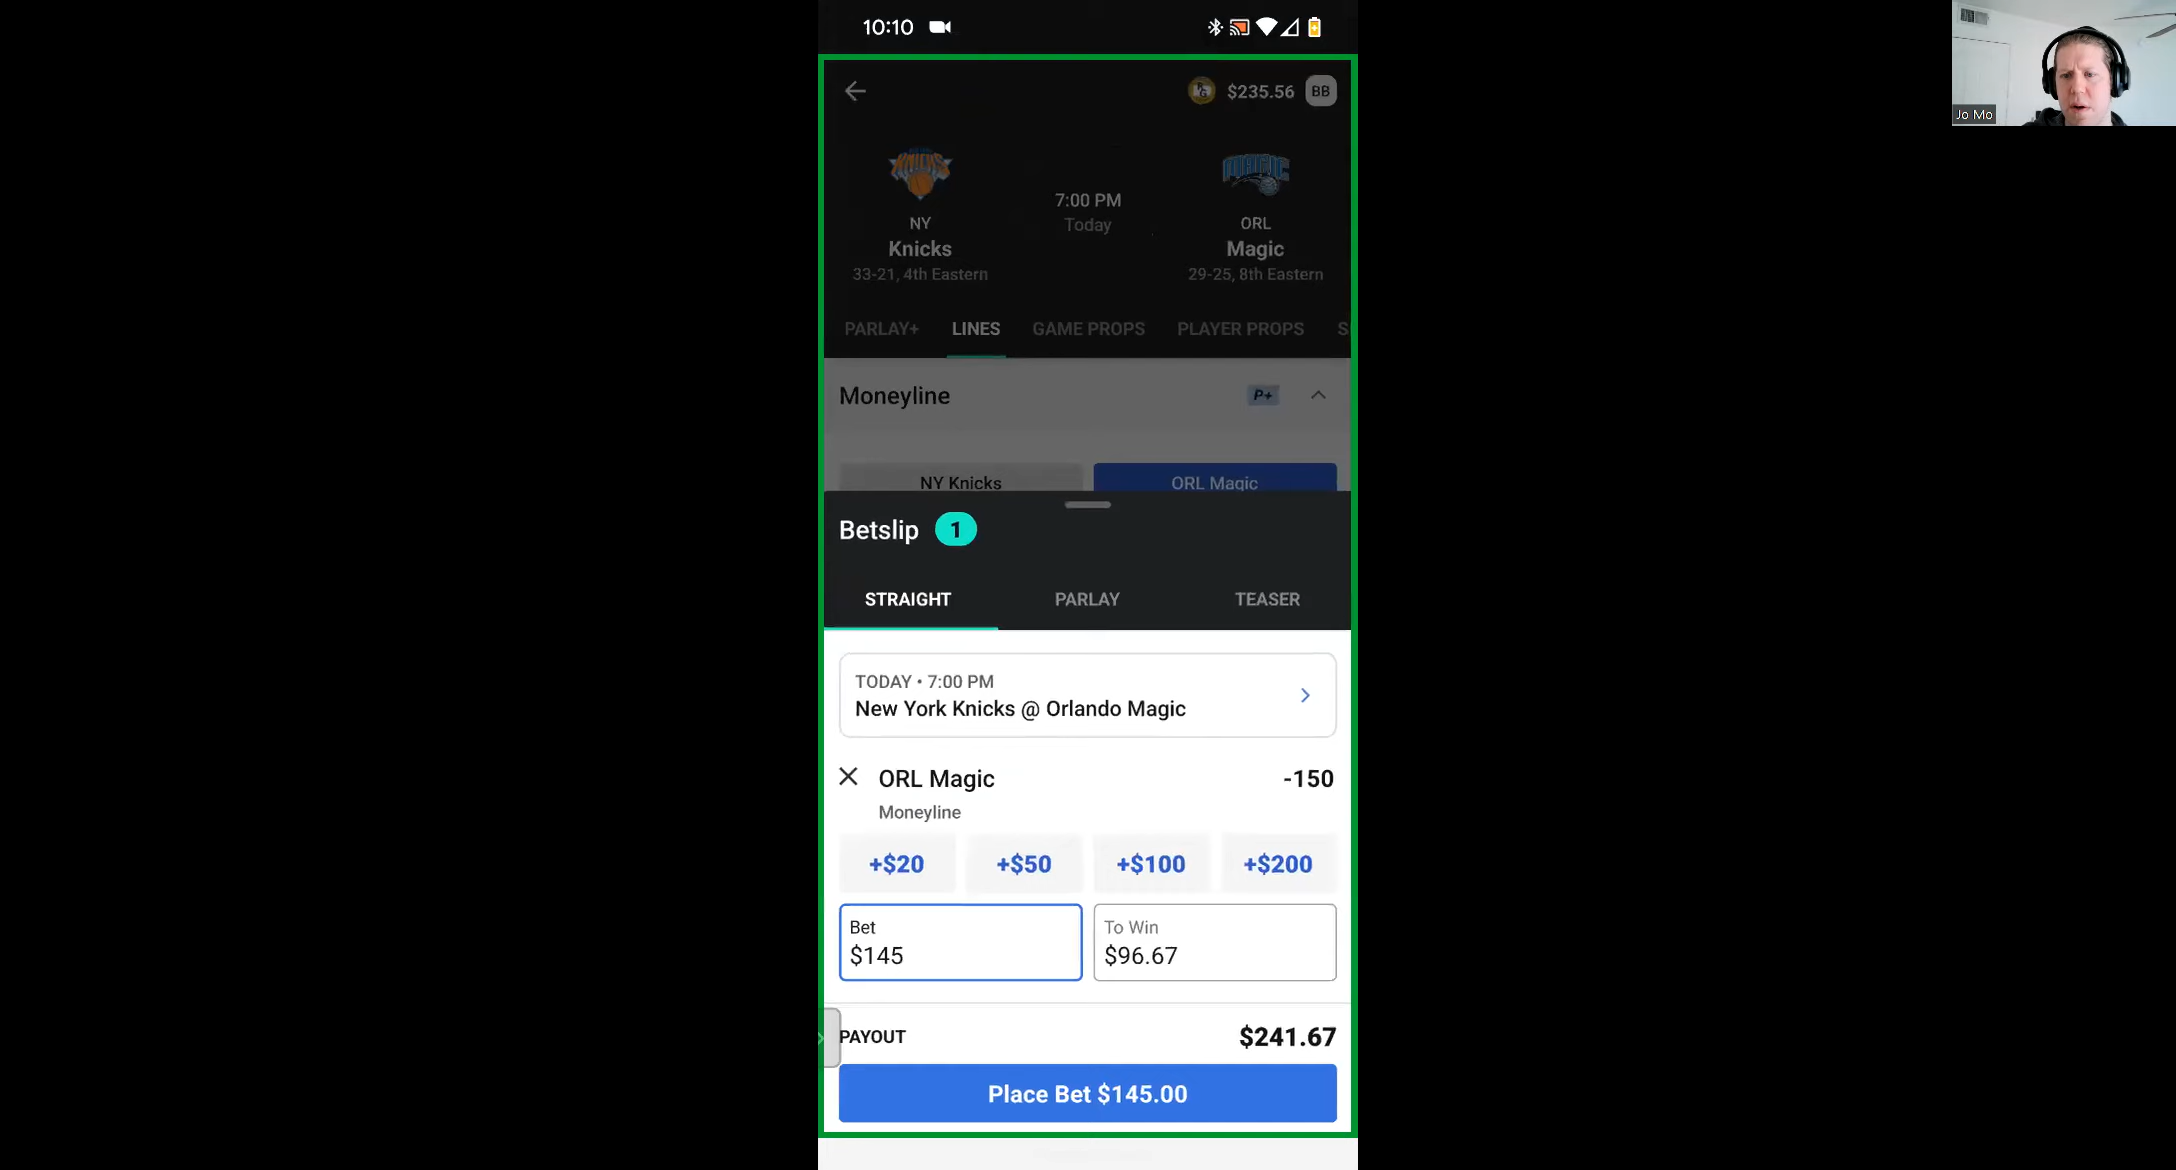 10:10
$235.56 BB
KNICKS
MAGIC
7:00 PM
Today
NY
Knicks
33-21, 4th Eastern
ORL
Magic
29-25, 8th Eastern
PARLAY+ LINES GAME PROPS PLAYER PROPS S
Moneyline P+
NY Knicks ORL Magic
Betslip 1
STRAIGHT PARLAY TEASER
TODAY • 7:00 PM
New York Knicks @ Orlando Magic
ORL Magic -150
Moneyline
+$20 +$50 +$100 +$200
Bet
$145
To Win
$96.67
PAYOUT $241.67
Place Bet $145.00
Jo Mo